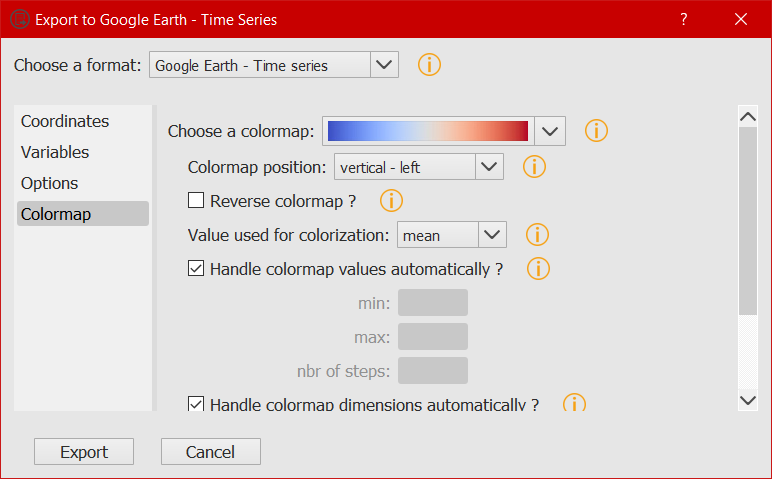 Export to Google Earth - Time Series ?
Choose a format: Google Earth - Time series
Coordinates
Variables
Options
Colormap
Choose a colormap:
Colormap position: vertical - left
Reverse colormap ?
Value used for colorization: mean
Handle colormap values automatically ?
min:
max:
nbr of steps:
Handle colormap dimensions automatically ?
Export Cancel